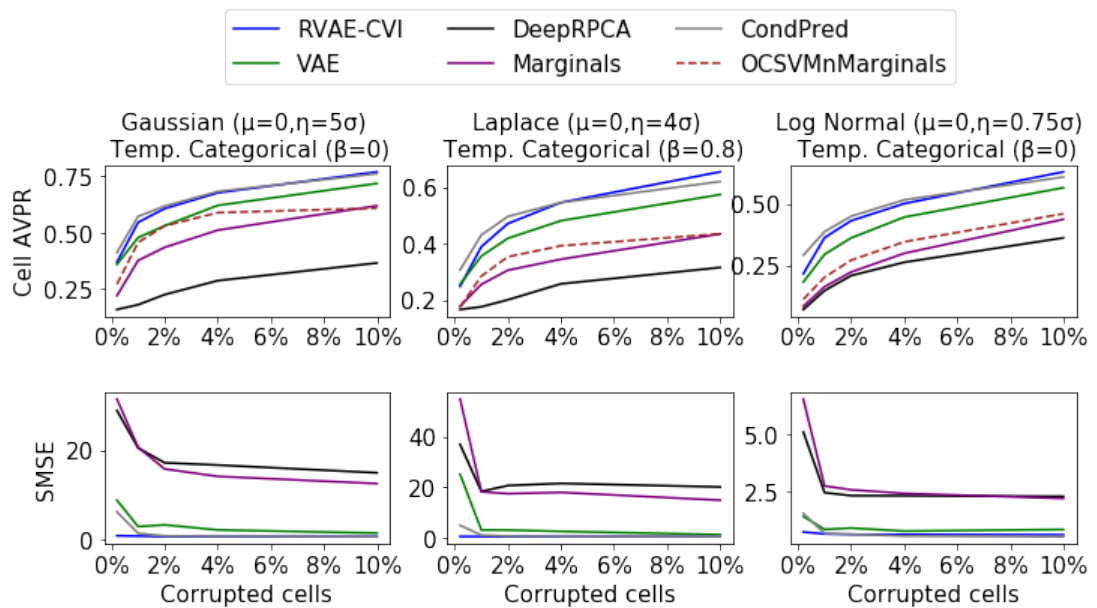 RVAE-CVI DeepRPCA CondPred
VAE Marginals OCSVMnMarginals
Gaussian (μ=0,η=5σ) Laplace (μ=0,η=4σ) Log Normal (μ=0,η=0.75σ)
Temp. Categorical (β=0) Temp. Categorical (β=0.8) Temp. Categorical (β=0)
Cell AVPR
0.75
0.50
0.25
0% 2% 4% 6% 8% 10%
0.6
0.4
0.2
0% 2% 4% 6% 8% 10%
0.50
0.25
0% 2% 4% 6% 8% 10%
SMSE
20
0
0% 2% 4% 6% 8% 10%
Corrupted cells
40
20
0
0% 2% 4% 6% 8% 10%
Corrupted cells
5.0
2.5
0% 2% 4% 6% 8% 10%
Corrupted cells